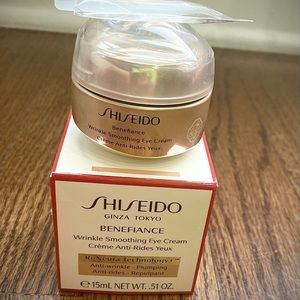 SHISEIDO
Benefiance
Wrinkle Smoothing Eye Cream
Crème Anti-Rides Yeux
SHISEIDO
GINZA TOKYO
BENEFIANCE
Wrinkle Smoothing Eye Cream
Crème Anti-Rides Yeux
ReNeura Technology+
Anti-wrinkle · Plumping
Anti-rides · Repulpant
℮15mL NET WT. .51 OZ.